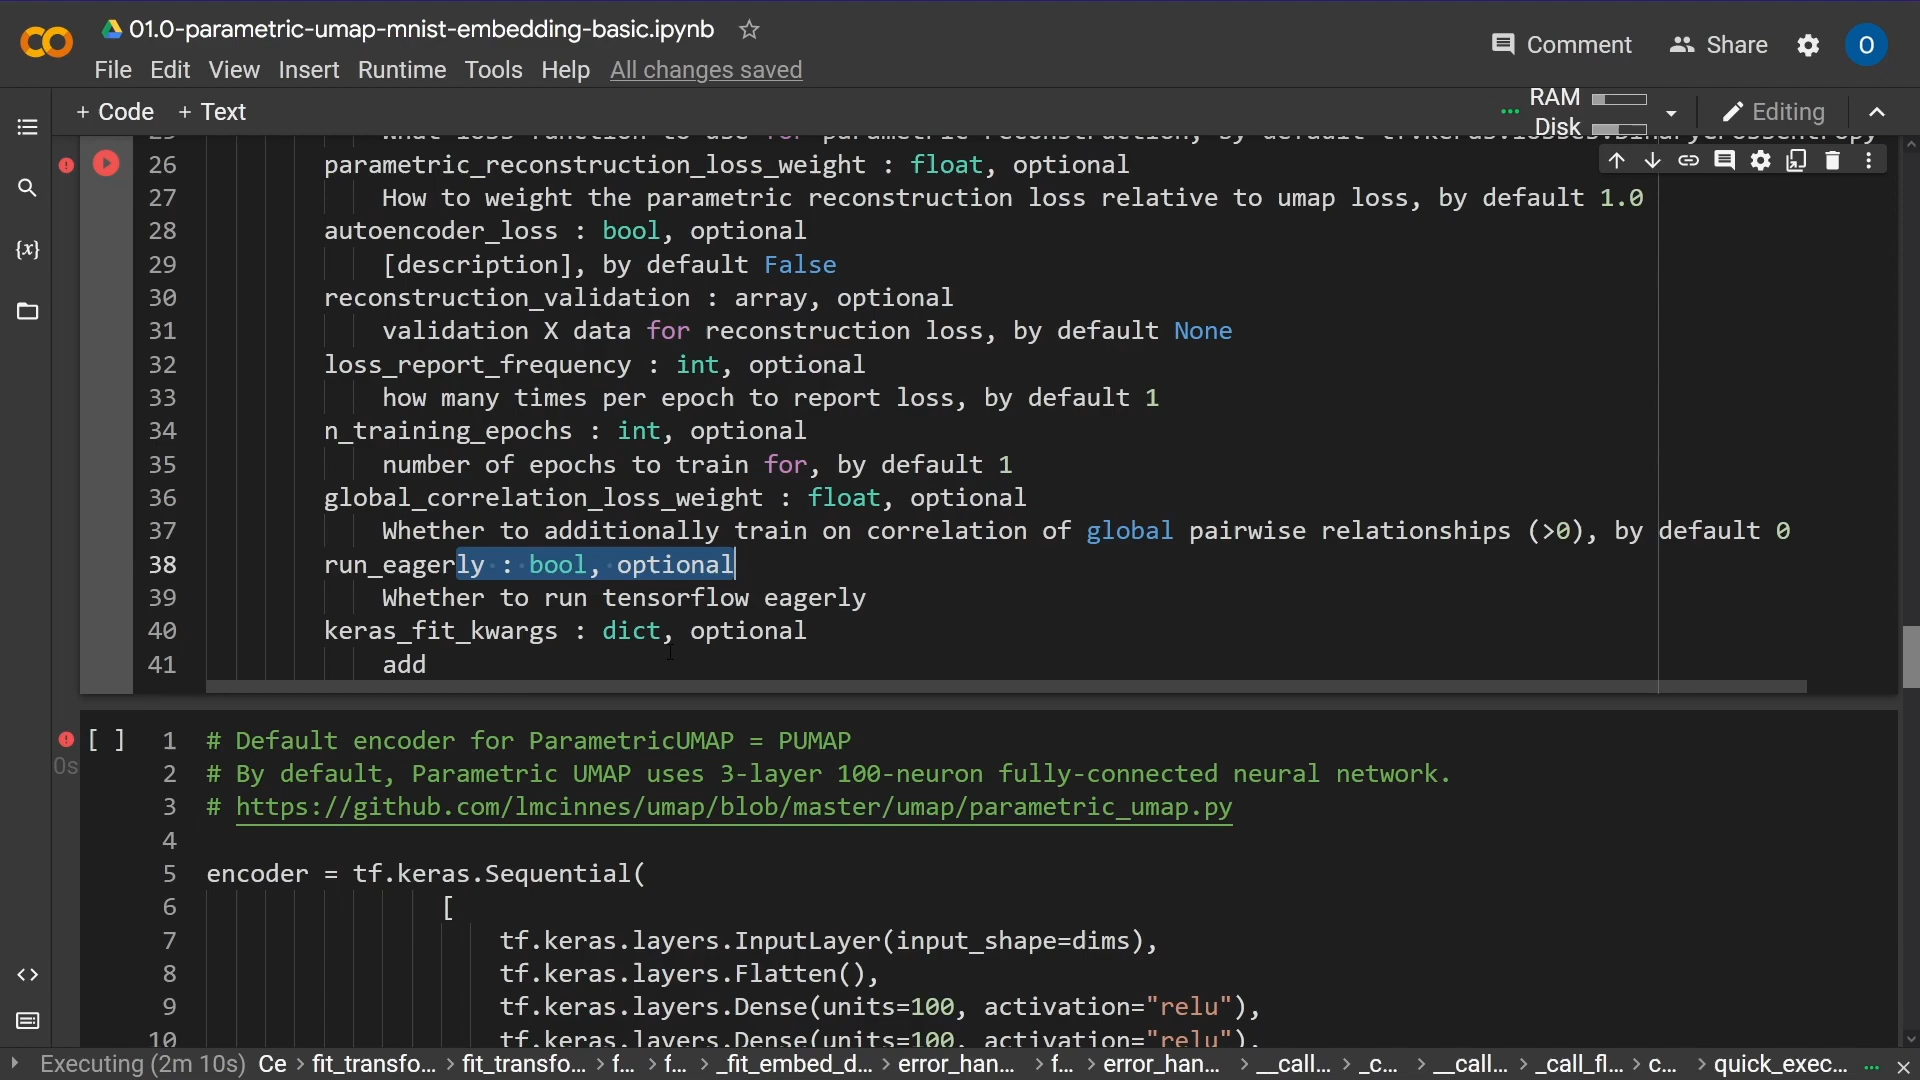 01.0-parametric-umap-mnist-embedding-basic.ipynb
Comment Share O
File Edit View Insert Runtime Tools Help All changes saved
+ Code + Text
RAM
Disk
Editing
26 parametric_reconstruction_loss_weight : float, optional
27 How to weight the parametric reconstruction loss relative to umap loss, by default 1.0
28 autoencoder_loss : bool, optional
29 [description], by default False
30 reconstruction_validation : array, optional
31 validation X data for reconstruction loss, by default None
32 loss_report_frequency : int, optional
33 how many times per epoch to report loss, by default 1
34 n_training_epochs : int, optional
35 number of epochs to train for, by default 1
36 global_correlation_loss_weight : float, optional
37 Whether to additionally train on correlation of global pairwise relationships (>0), by default 0
38 run_eagerly : bool, optional
39 Whether to run tensorflow eagerly
40 keras_fit_kwargs : dict, optional
41 add
[ ] 1 # Default encoder for ParametricUMAP = PUMAP
0s
2 # By default, Parametric UMAP uses 3-layer 100-neuron fully-connected neural network.
3 # https://github.com/lmcinnes/umap/blob/master/umap/parametric_umap.py
4
5 encoder = tf.keras.Sequential(
6 [
7 tf.keras.layers.InputLayer(input_shape=dims),
8 tf.keras.layers.Flatten(),
9 tf.keras.layers.Dense(units=100, activation="relu"),
10 tf.keras.layers.Dense(units=100, activation="relu"),
Executing (2m 10s) Ce > fit_transfo... > fit_transfo... > f... > f... > _fit_embed_d... > error_han... > f... > error_han... > __call... > _c... > __call... > _call_fl... > c... > quick_exec... ...